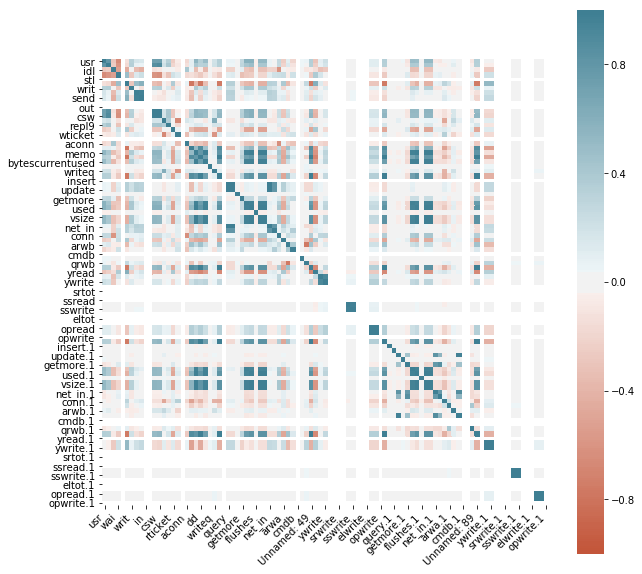 usr
idl
stl
writ
send
out
csw
repl9
wticket
aconn
memo
bytescurrentused
writeq
insert
update
getmore
used
vsize
net_in
conn
arwb
cmdb
qrwb
yread
ywrite
srtot
ssread
sswrite
eltot
opread
opwrite
insert.1
update.1
getmore.1
used.1
vsize.1
net_in.1
conn.1
arwb.1
cmdb.1
qrwb.1
yread.1
ywrite.1
srtot.1
ssread.1
sswrite.1
eltot.1
opread.1
opwrite.1
usr
wai
writ
in
csw
rticket
aconn
dd
writeq
query
getmore
flushes
net_in
arwa
cmdb
Unnamed: 49
ywrite
srwrite
sswrite
elwrite
opwrite
query.1
getmore.1
flushes.1
net_in.1
arwa.1
cmdb.1
Unnamed: 89
ywrite.1
srwrite.1
sswrite.1
elwrite.1
opwrite.1
0.8
0.4
0.0
−0.4
−0.8